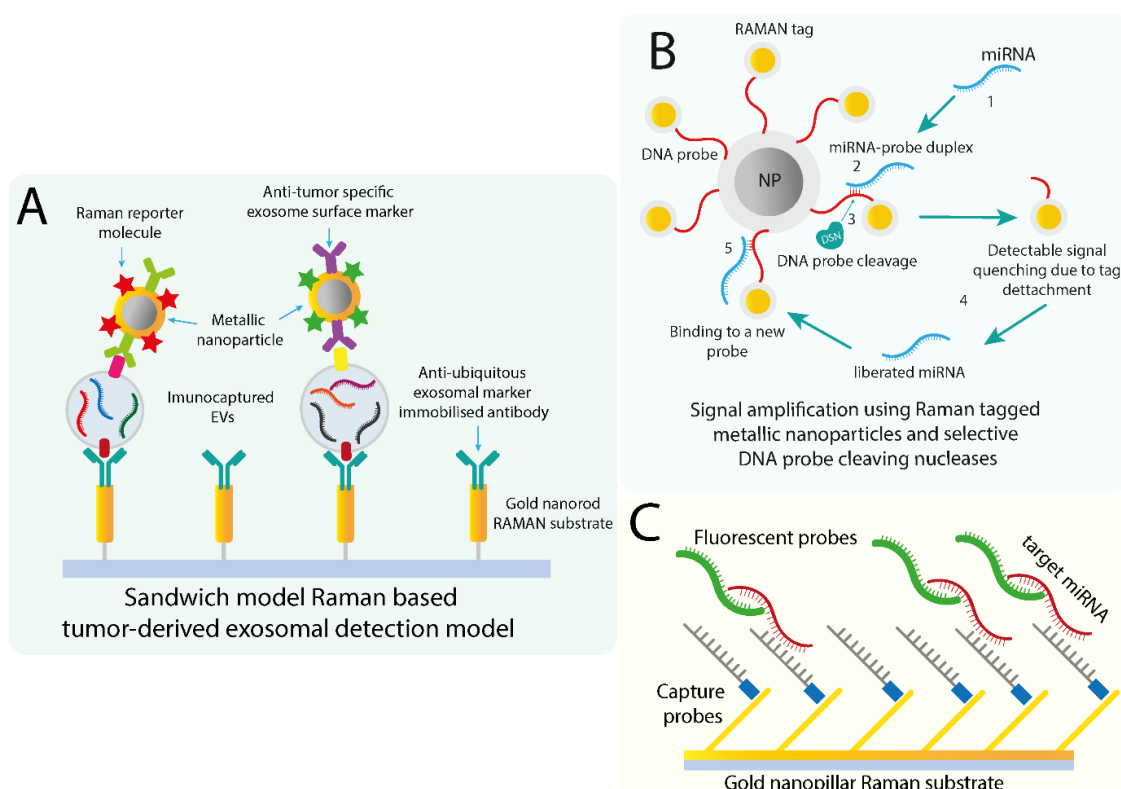 A
Anti-tumor specific
exosome surface marker
Raman reporter
molecule
Metallic
nanoparticle
Imunocaptured
EVs
Anti-ubiquitous
exosomal marker
immobilised antibody
Gold nanorod
RAMAN substrate
Sandwich model Raman based
tumor-derived exosomal detection model
B
RAMAN tag
miRNA
1
DNA probe
miRNA-probe duplex
2
NP
3
DSN
5
DNA probe cleavage
Detectable signal
quenching due to tag
dettachment
4
Binding to a new
probe
liberated miRNA
Signal amplification using Raman tagged
metallic nanoparticles and selective
DNA probe cleaving nucleases
C
Fluorescent probes
target miRNA
Capture
probes
Gold nanopillar Raman substrate